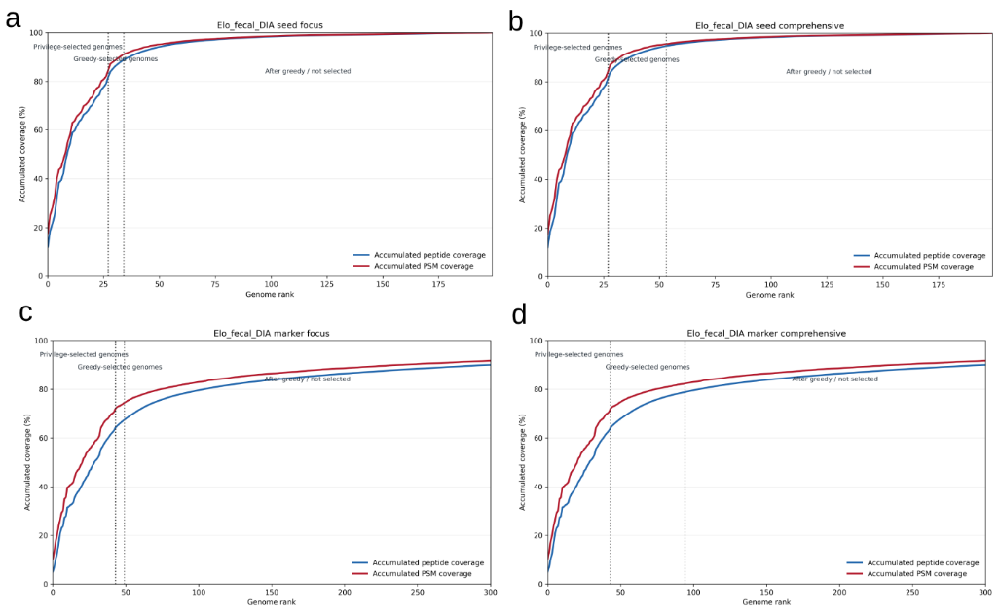 a
Elo_fecal_DIA seed focus
Privilege-selected genomes
Greedy-selected genomes
After greedy / not selected
Accumulated coverage (%)
100
80
60
40
20
0
Accumulated peptide coverage
Accumulated PSM coverage
0 25 50 75 100 125 150 175
Genome rank
b
Elo_fecal_DIA seed comprehensive
Privilege-selected genomes
Greedy-selected genomes
After greedy / not selected
Accumulated coverage (%)
100
80
60
40
20
0
Accumulated peptide coverage
Accumulated PSM coverage
0 25 50 75 100 125 150 175
Genome rank
c
Elo_fecal_DIA marker focus
Privilege-selected genomes
Greedy-selected genomes
After greedy / not selected
Accumulated coverage (%)
100
80
60
40
20
0
Accumulated peptide coverage
Accumulated PSM coverage
0 50 100 150 200 250 300
Genome rank
d
Elo_fecal_DIA marker comprehensive
Privilege-selected genomes
Greedy-selected genomes
After greedy / not selected
Accumulated coverage (%)
100
80
60
40
20
0
Accumulated peptide coverage
Accumulated PSM coverage
0 50 100 150 200 250 300
Genome rank